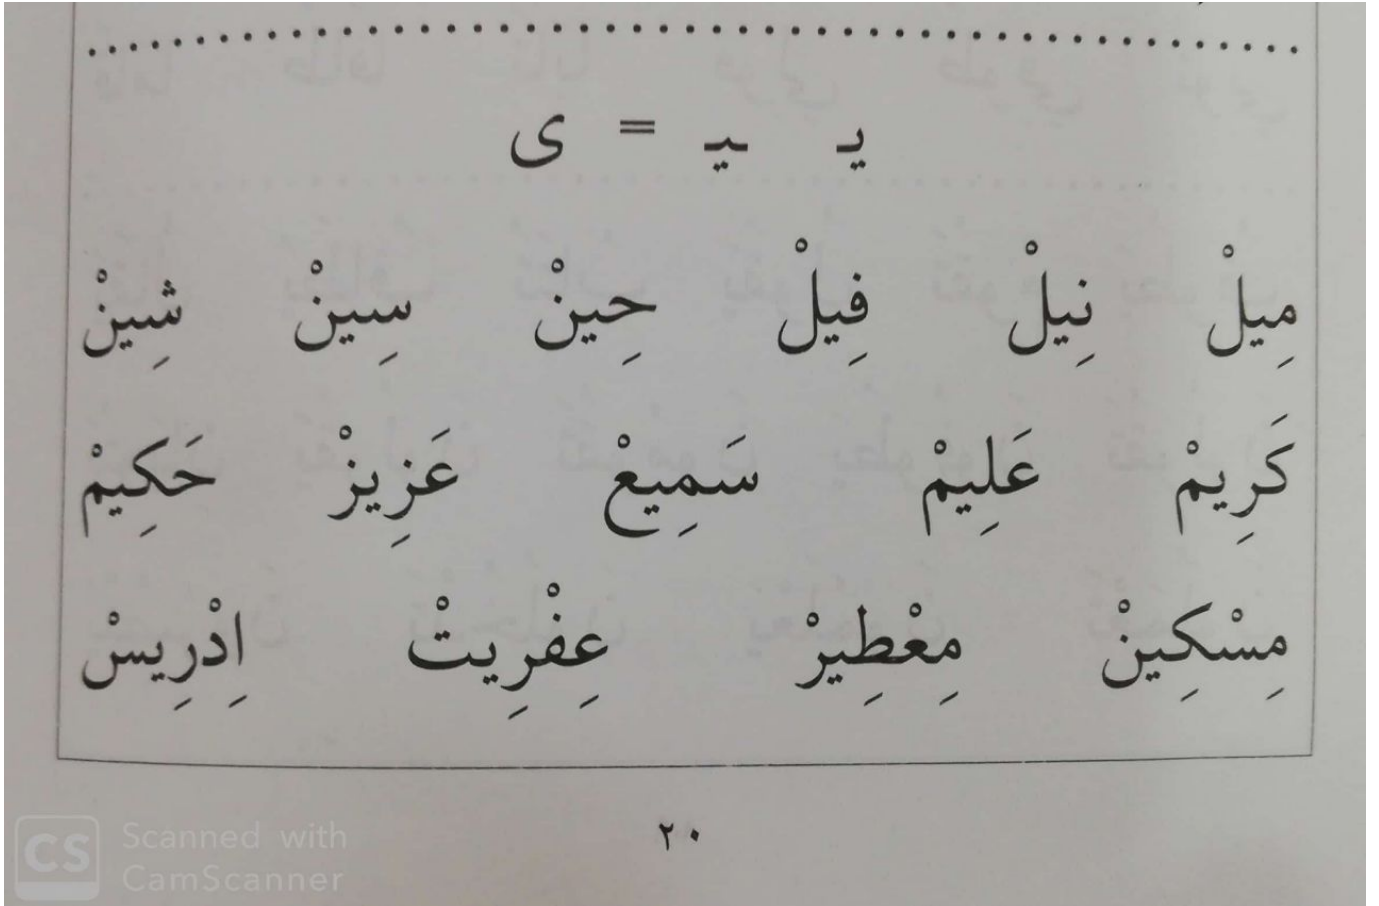 يـ ـيـ = ى
مِيلْ نِيلْ فِيلْ حِينْ سِينْ شِينْ
كَرِيمْ عَلِيمْ سَمِيعْ عَزِيزْ حَكِيمْ
مِسْكِينْ مِعْطِيرْ عِفْرِيتْ اِدْرِيسْ
٢٠
CS Scanned with
CamScanner